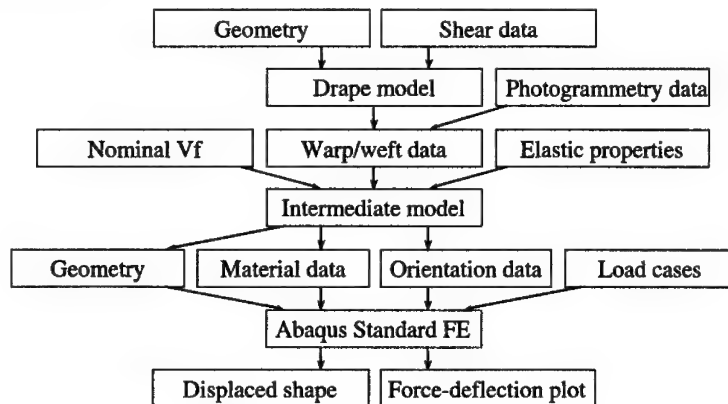 Geometry
Shear data
Drape model
Photogrammetry data
Nominal Vf
Warp/weft data
Elastic properties
Intermediate model
Geometry
Material data
Orientation data
Load cases
Abaqus Standard FE
Displaced shape
Force-deflection plot